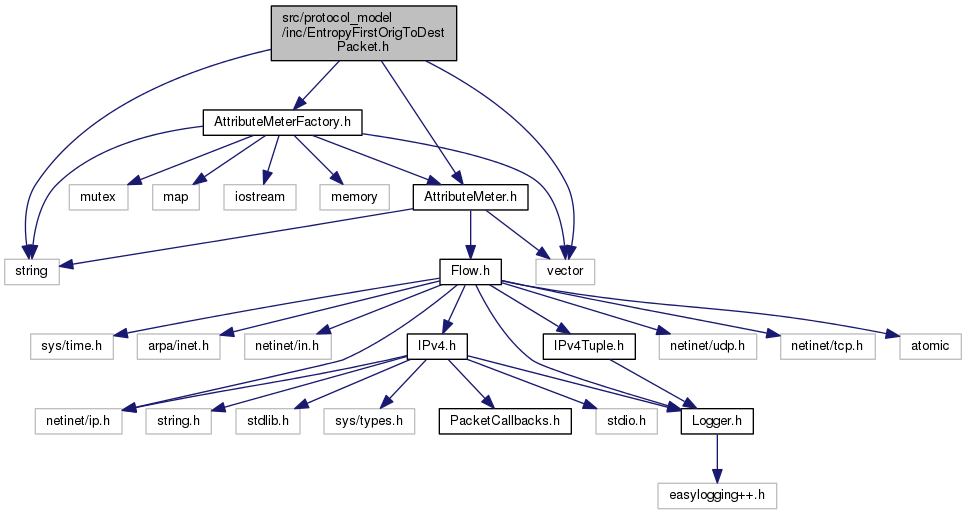 src/protocol_model
/inc/EntropyFirstOrigToDest
Packet.h
AttributeMeterFactory.h
mutex
map
iostream
memory
AttributeMeter.h
string
Flow.h
vector
sys/time.h
arpa/inet.h
netinet/in.h
IPv4.h
IPv4Tuple.h
netinet/udp.h
netinet/tcp.h
atomic
netinet/ip.h
string.h
stdlib.h
sys/types.h
PacketCallbacks.h
stdio.h
Logger.h
easylogging++.h